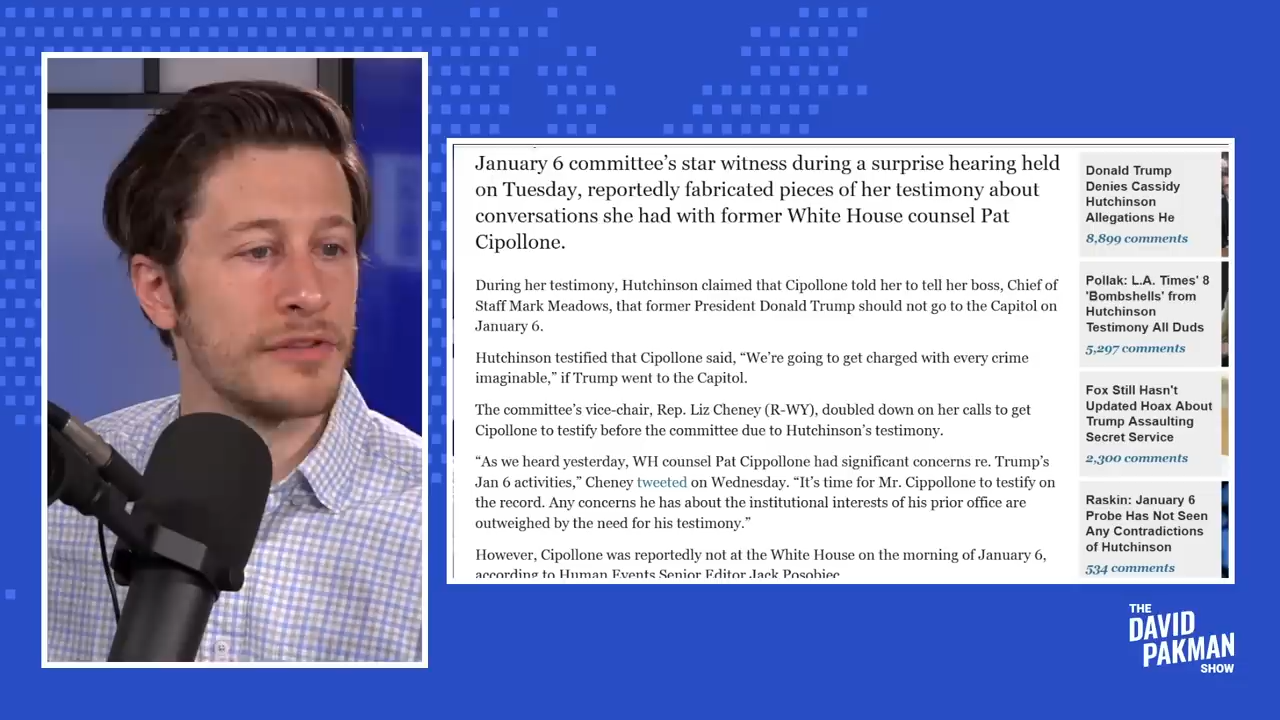 January 6 committee’s star witness during a surprise hearing held
on Tuesday, reportedly fabricated pieces of her testimony about
conversations she had with former White House counsel Pat
Cipollone.
During her testimony, Hutchinson claimed that Cipollone told her to tell her boss, Chief of
Staff Mark Meadows, that former President Donald Trump should not go to the Capitol on
January 6.
Hutchinson testified that Cipollone said, “We’re going to get charged with every crime
imaginable,” if Trump went to the Capitol.
The committee’s vice-chair, Rep. Liz Cheney (R-WY), doubled down on her calls to get
Cipollone to testify before the committee due to Hutchinson’s testimony.
“As we heard yesterday, WH counsel Pat Cippollone had significant concerns re. Trump’s
Jan 6 activities,” Cheney tweeted on Wednesday. “It’s time for Mr. Cippollone to testify on
the record. Any concerns he has about the institutional interests of his prior office are
outweighed by the need for his testimony.”
However, Cipollone was reportedly not at the White House on the morning of January 6,
according to Human Events Senior Editor Jack Posobiec
Donald Trump
Denies Cassidy
Hutchinson
Allegations He
8,899 comments
Pollak: L.A. Times' 8
'Bombshells' from
Hutchinson
Testimony All Duds
5,297 comments
Fox Still Hasn't
Updated Hoax About
Trump Assaulting
Secret Service
2,300 comments
Raskin: January 6
Probe Has Not Seen
Any Contradictions
of Hutchinson
534 comments
THE
DAVID
PAKMAN
SHOW